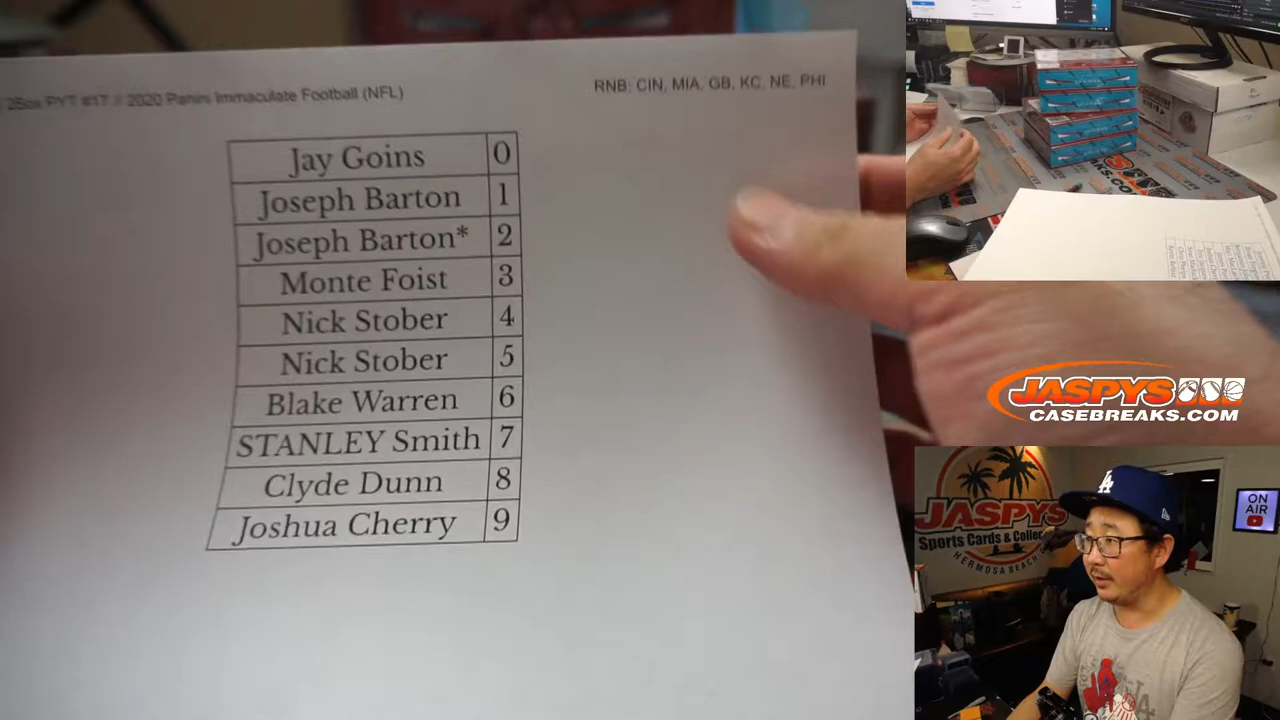 2Box PYT #17 // 2020 Panini Immaculate Football (NFL)
RNB: CIN, MIA, GB, KC, NE, PHI
Jay Goins 0
Joseph Barton 1
Joseph Barton* 2
Monte Foist 3
Nick Stober 4
Nick Stober 5
Blake Warren 6
STANLEY Smith 7
Clyde Dunn 8
Joshua Cherry 9
JASPYS
CASEBREAKS.COM
JASPYS
Sports Cards & Collec
HERMOSA BEACH
LA
ON
AIR